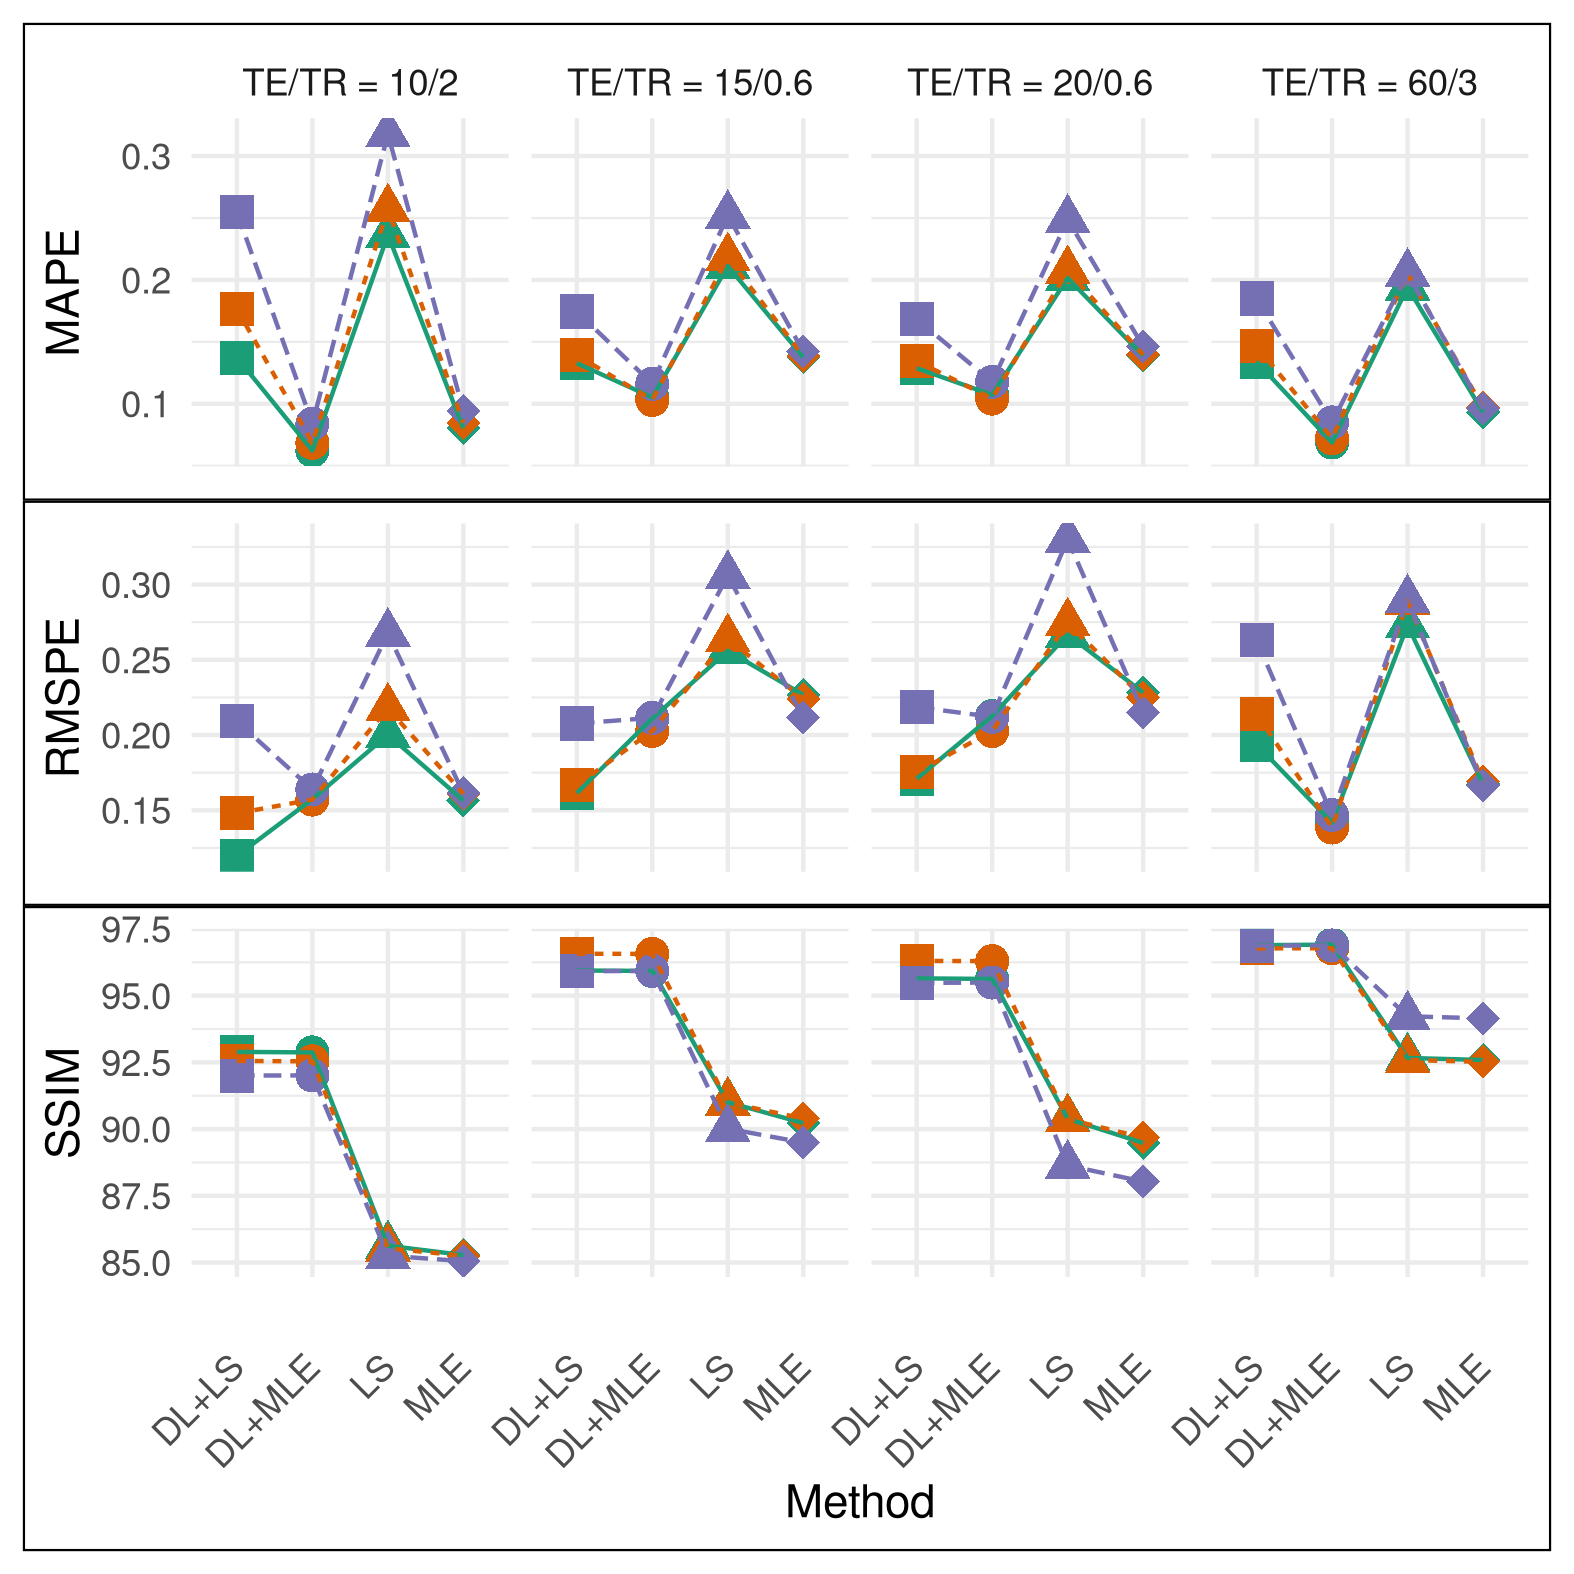 TE/TR = 10/2 TE/TR = 15/0.6 TE/TR = 20/0.6 TE/TR = 60/3
MAPE
0.3
0.2
0.1
RMSPE
0.30
0.25
0.20
0.15
SSIM
97.5
95.0
92.5
90.0
87.5
85.0
DL+LS DL+MLE LS MLE DL+LS DL+MLE LS MLE DL+LS DL+MLE LS MLE DL+LS DL+MLE LS MLE
Method